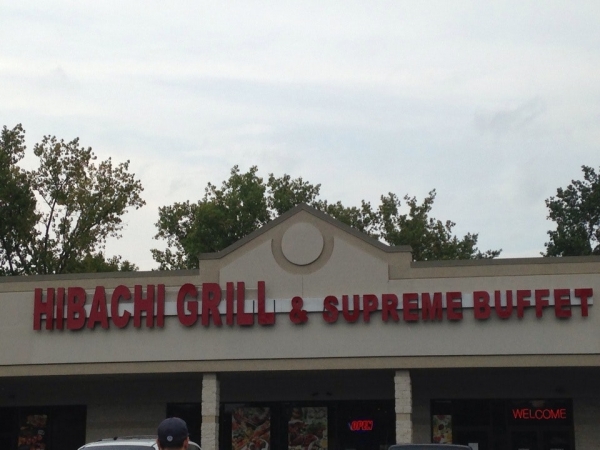 HIBACHI GRILL & SUPREME BUFFET
OPEN
WELCOME